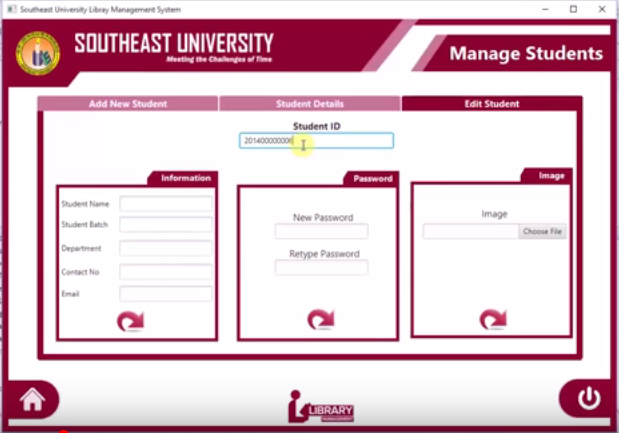 Southeast University Libray Management System
SOUTHEAST UNIVERSITY
Meeting the Challenges of Time
Manage Students
Add New Student
Student Details
Edit Student
Student ID
201400000006
Information
Student Name
Student Batch
Department
Contact No
Email
Password
New Password
Retype Password
Image
Image
Choose File
LIBRARY
MANAGEMENT